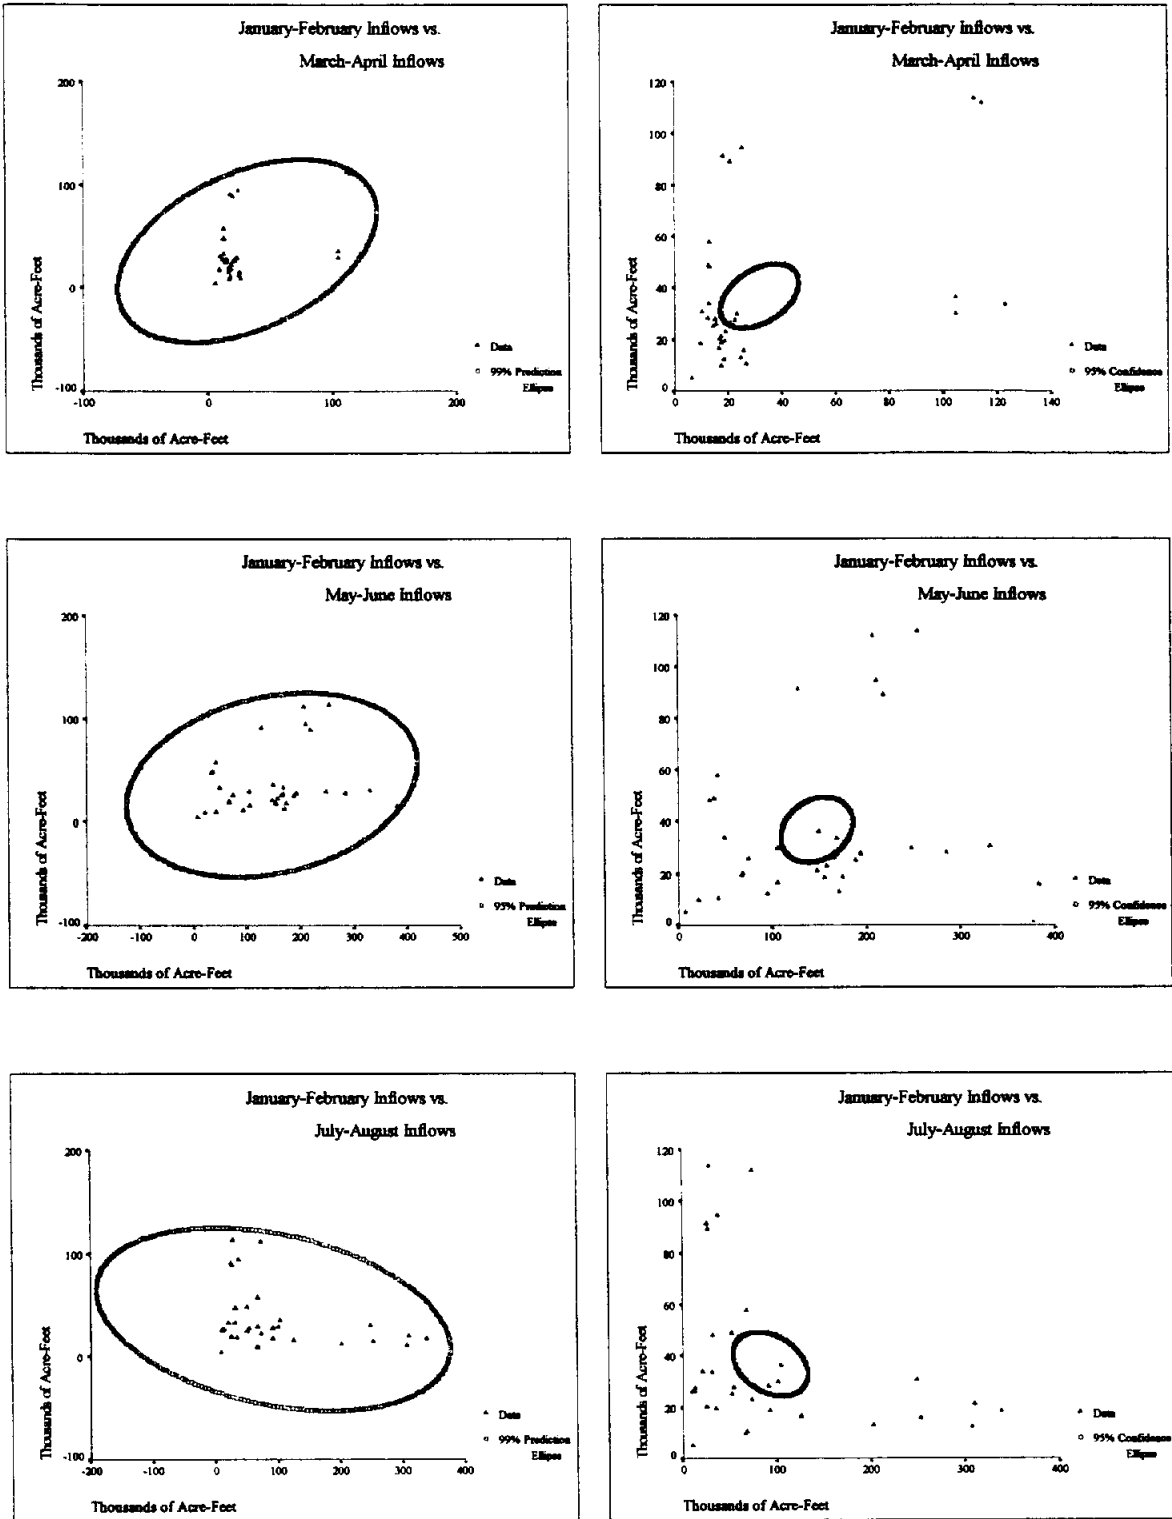 January-February Inflows vs.
March-April Inflows
200
100
0
-100
-100
0
100
200
Thousands of Acre-Feet
Thousands of Acre-Feet
Data
99% Prediction
Ellipse
January-February Inflows vs.
March-April Inflows
120
100
80
60
40
20
0
0
20
40
60
80
100
120
140
Thousands of Acre-Feet
Thousands of Acre-Feet
Data
95% Confidence
Ellipse
January-February Inflows vs.
May-June Inflows
200
100
0
-100
-200
-100
0
100
200
300
400
500
Thousands of Acre-Feet
Thousands of Acre-Feet
Data
95% Prediction
Ellipse
January-February Inflows vs.
May-June Inflows
120
100
80
60
40
20
0
0
100
200
300
400
Thousands of Acre-Feet
Thousands of Acre-Feet
Data
95% Confidence
Ellipse
January-February Inflows vs.
July-August Inflows
200
100
0
-100
-200
-100
0
100
200
300
400
Thousands of Acre-Feet
Thousands of Acre-Feet
Data
99% Prediction
Ellipse
January-February Inflows vs.
July-August Inflows
120
100
80
60
40
20
0
0
100
200
300
400
Thousands of Acre-Feet
Thousands of Acre-Feet
Data
95% Confidence
Ellipse